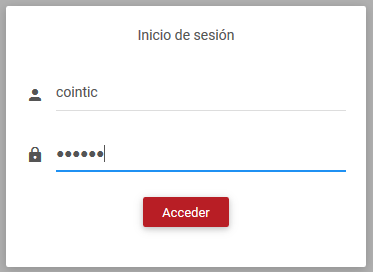 Inicio de sesión
cointic
••••••
Acceder